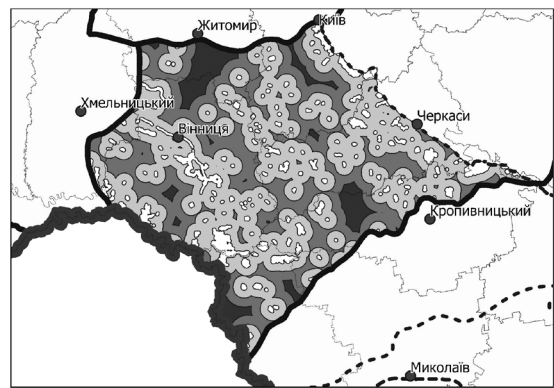 Житомир
Київ
Хмельницький
Вінниця
Черкаси
Кропивницький
Миколаїв